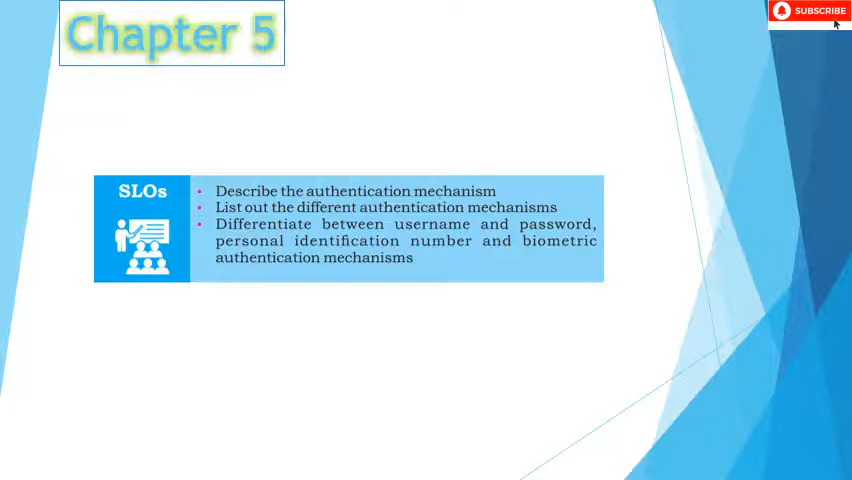 Chapter 5
SUBSCRIBE
SLOs
• Describe the authentication mechanism
• List out the different authentication mechanisms
• Differentiate between username and password,
personal identification number and biometric
authentication mechanisms